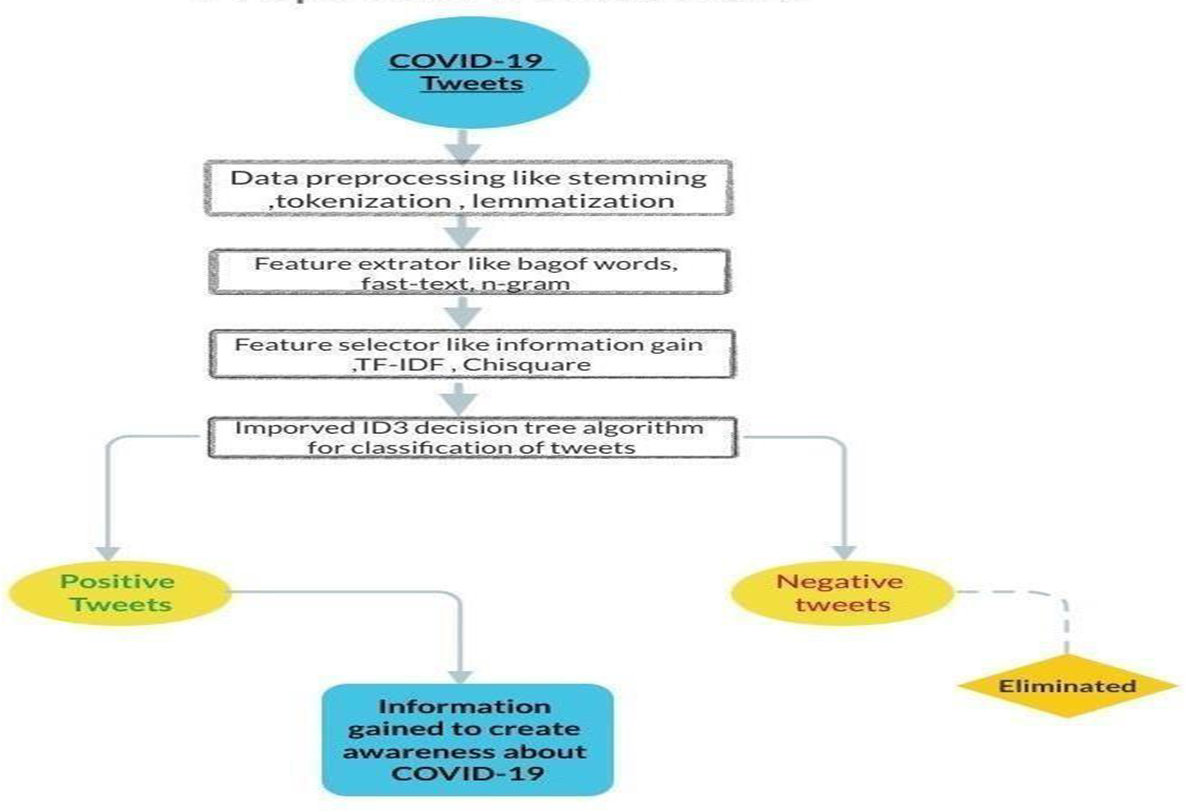 COVID-19
Tweets
Data preprocessing like stemming
,tokenization , lemmatization
Feature extrator like bagof words,
fast-text, n-gram
Feature selector like information gain
,TF-IDF , Chisquare
Imporved ID3 decision tree algorithm
for classification of tweets
Positive
Tweets
Negative
tweets
Eliminated
Information
gained to create
awareness about
COVID-19